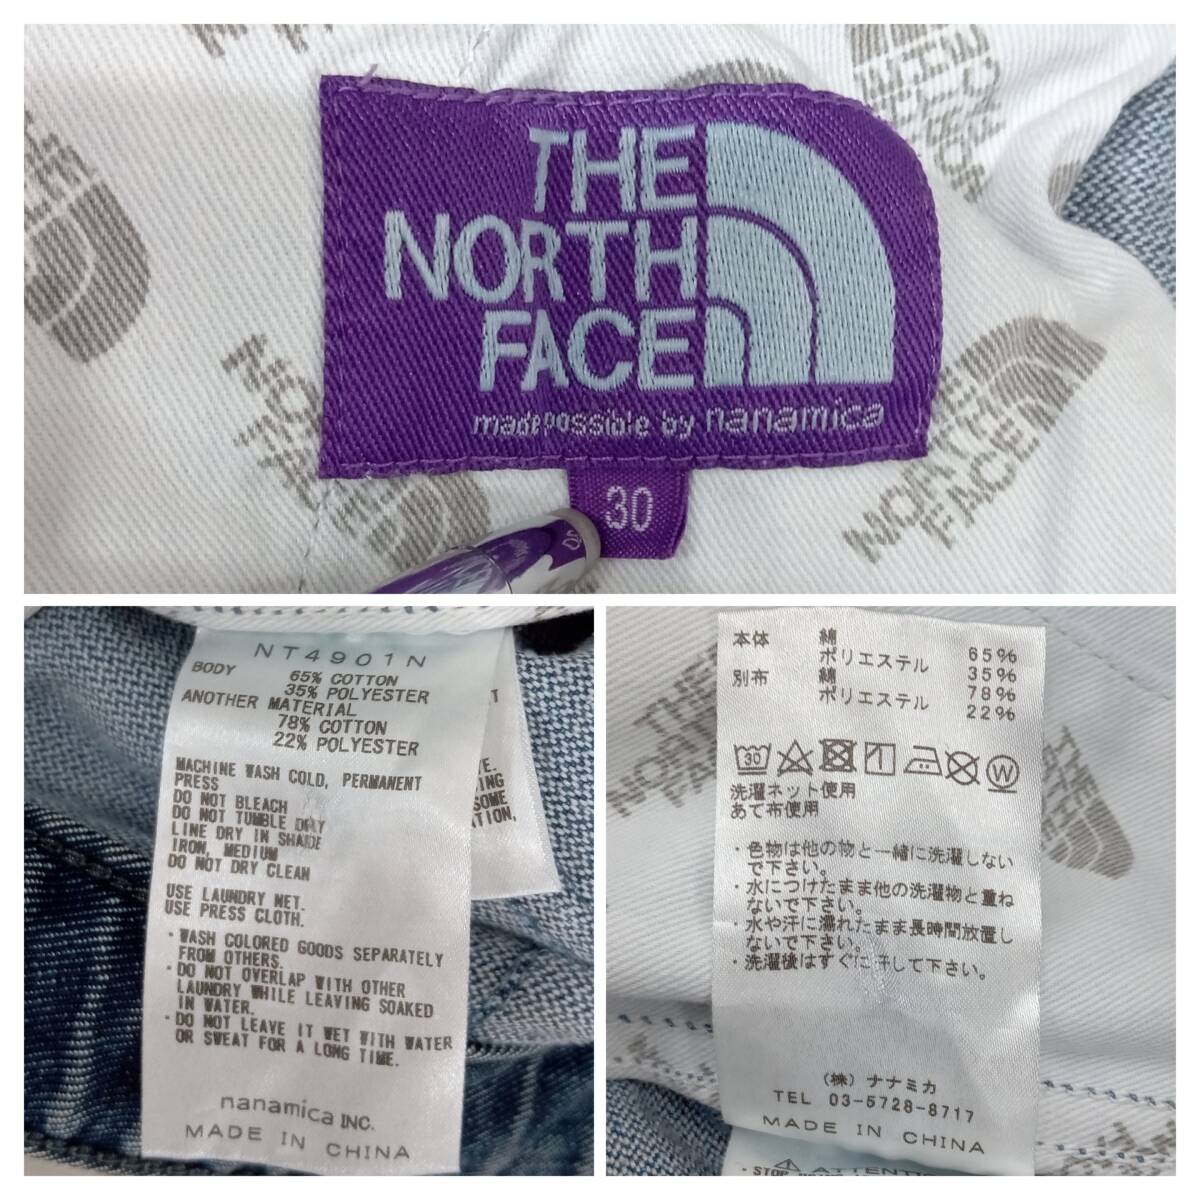 THE
NORTH
FACE
made possible by nanamica
30
NT4901N
BODY 65% COTTON
35% POLYESTER
ANOTHER MATERIAL
78% COTTON
22% POLYESTER
MACHINE WASH COLD, PERMANENT
PRESS
DO NOT BLEACH
DO NOT TUMBLE DRY
LINE DRY IN SHADE
IRON, MEDIUM
DO NOT DRY CLEAN
USE LAUNDRY NET.
USE PRESS CLOTH.
・WASH COLORED GOODS SEPARATELY
FROM OTHERS.
・DO NOT OVERLAP WITH OTHER
LAUNDRY WHILE LEAVING SOAKED
IN WATER.
・DO NOT LEAVE IT WET WITH WATER
OR SWEAT FOR A LONG TIME.
nanamica INC.
MADE IN CHINA
本体 綿 65%
ポリエステル 35%
別布 綿 78%
ポリエステル 22%
30 W
洗濯ネット使用
あて布使用
・色物は他の物と一緒に洗濯しない
で下さい。
・水につけたまま他の洗濯物と重ね
ないで下さい。
・水や汗に濡れたまま長時間放置し
ないで下さい。
・洗濯後はすぐに干して下さい。
(株) ナナミカ
TEL 03-5728-8717
MADE IN CHINA
ATTENTION